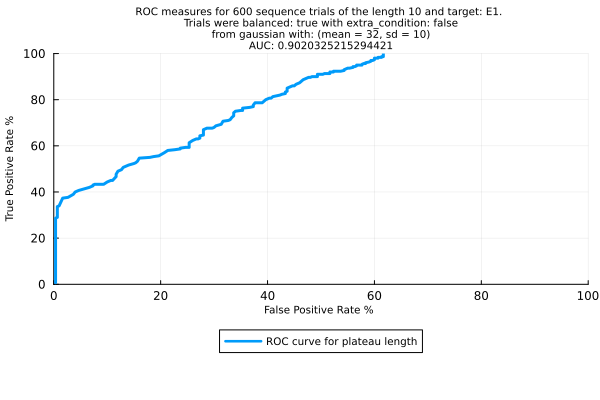 ROC measures for 600 sequence trials of the length 10 and target: E1.
Trials were balanced: true with extra_condition: false
from gaussian with: (mean = 32, sd = 10)
AUC: 0.9020325215294421
100
80
60
40
20
0
True Positive Rate %
0 20 40 60 80 100
False Positive Rate %
ROC curve for plateau length